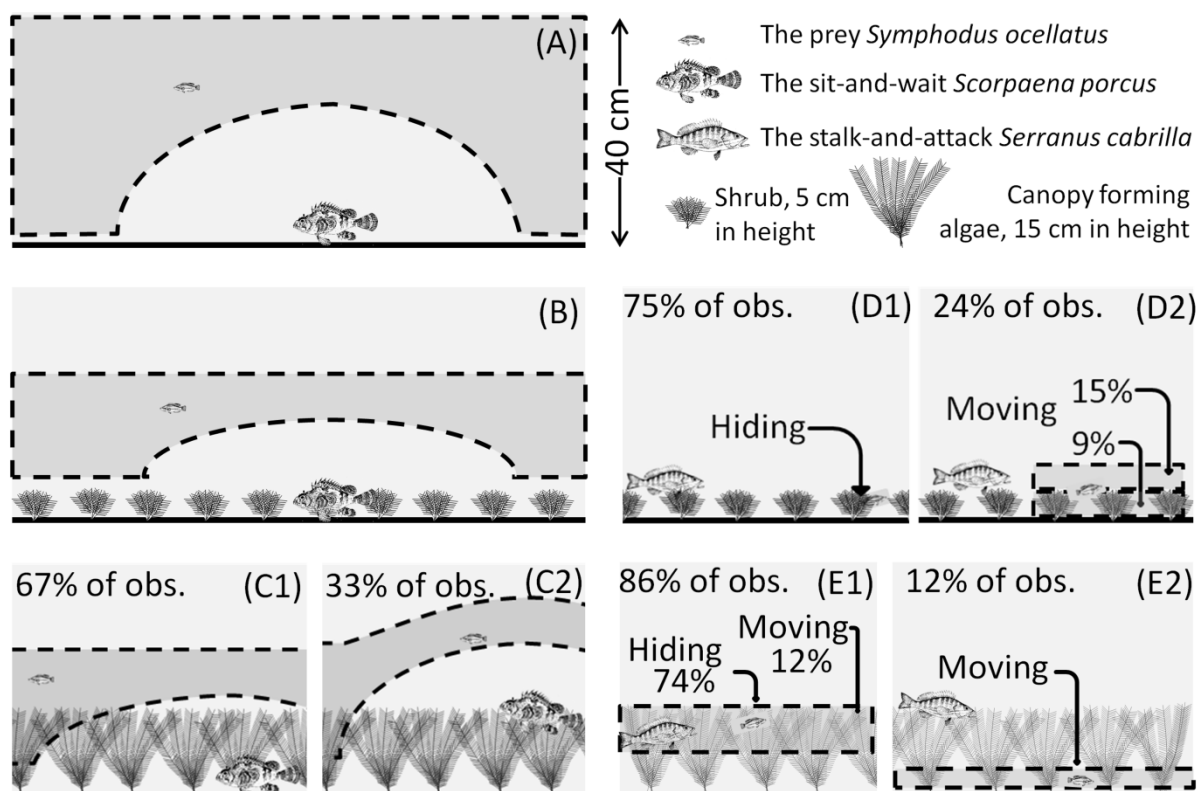 (A)
40 cm
The prey Symphodus ocellatus
The sit-and-wait Scorpaena porcus
The stalk-and-attack Serranus cabrilla
Shrub, 5 cm
in height
Canopy forming
algae, 15 cm in height
(B)
75% of obs. (D1)
Hiding
24% of obs. (D2)
Moving
15%
9%
67% of obs. (C1)
33% of obs. (C2)
86% of obs. (E1)
Hiding
74%
Moving
12%
12% of obs. (E2)
Moving